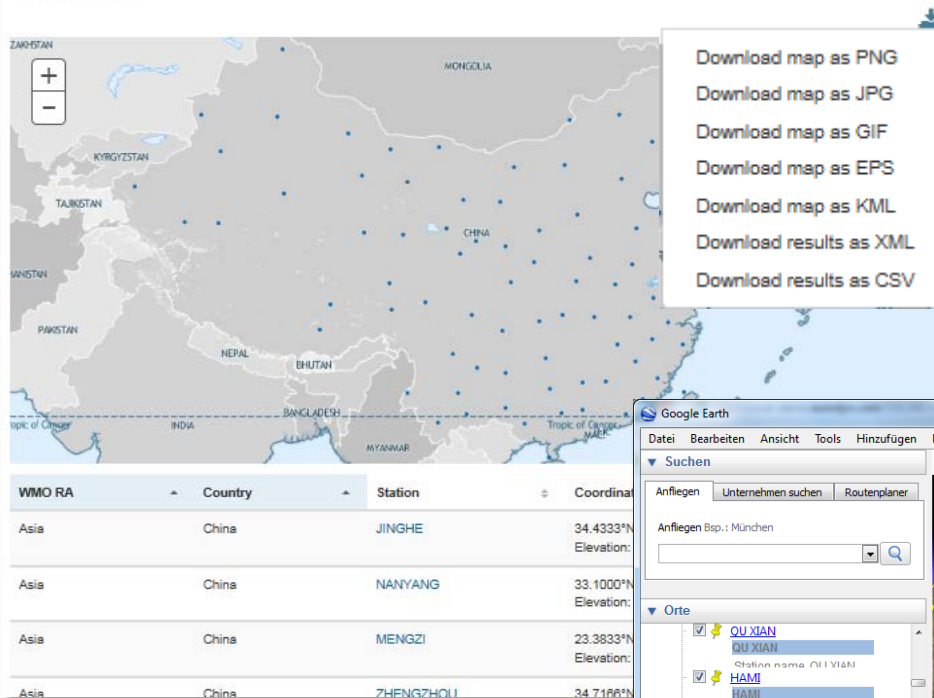 ZAKHSTAN
+
−
MONGOLIA
KYRGYZSTAN
TAJIKISTAN
CHINA
ANISTAN
PAKISTAN
NEPAL
BHUTAN
BANGLADESH
opic of Cancer
INDIA
Tropic of Cancer
MYANMAR
Download map as PNG
Download map as JPG
Download map as GIF
Download map as EPS
Download map as KML
Download results as XML
Download results as CSV
WMO RA Country Station Coordinat
Asia China JINGHE 34.4333°N
Elevation:
Asia China NANYANG 33.1000°N
Elevation:
Asia China MENGZI 23.3833°N
Elevation:
Asia China ZHENGZHOU 34.7166°N
Google Earth
Datei Bearbeiten Ansicht Tools Hinzufügen
Suchen
Anfliegen Unternehmen suchen Routenplaner
Anfliegen Bsp.: München
Orte
QU XIAN
QU XIAN
Station name QU XIAN
HAMI
HAMI